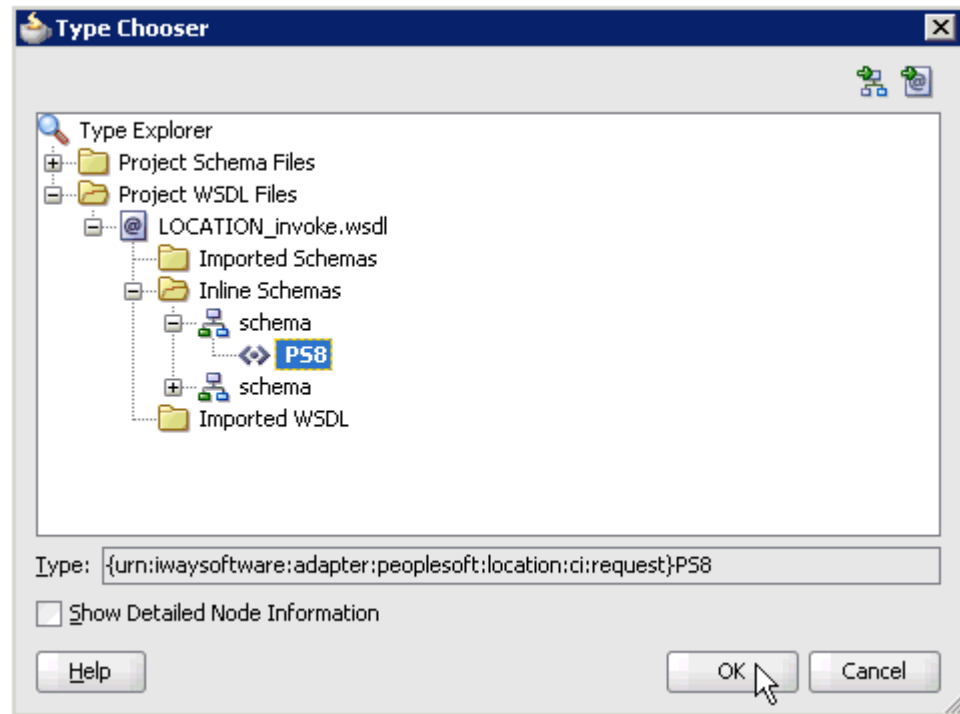 Type Chooser
Type Explorer
Project Schema Files
Project WSDL Files
LOCATION_invoke.wsdl
Imported Schemas
Inline Schemas
schema
PS8
schema
Imported WSDL
Type: {urn:iwaysoftware:adapter:peoplesoft:location:ci:request}PS8
Show Detailed Node Information
Help OK Cancel